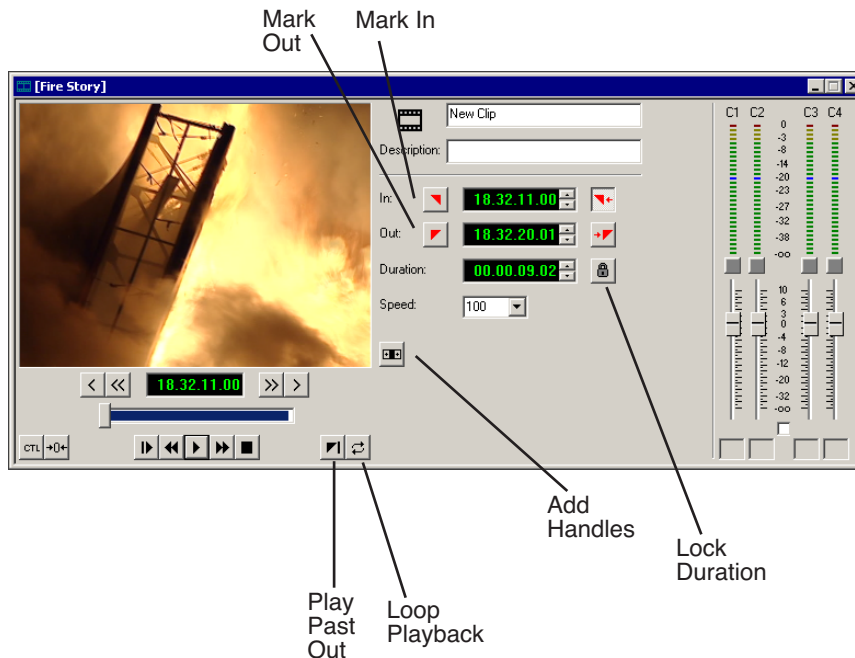 Mark
Out
Mark In
[Fire Story]
New Clip
Description:
In:
18.32.11.00
Out:
18.32.20.01
Duration:
00.00.09.02
Speed:
100
18.32.11.00
CTL
→0←
C1 C2 C3 C4
0
-3
-8
-14
-20
-23
-27
-32
-38
-∞
10
6
3
0
-4
-8
-12
-20
-32
-∞
Add
Handles
Lock
Duration
Play
Past
Out
Loop
Playback